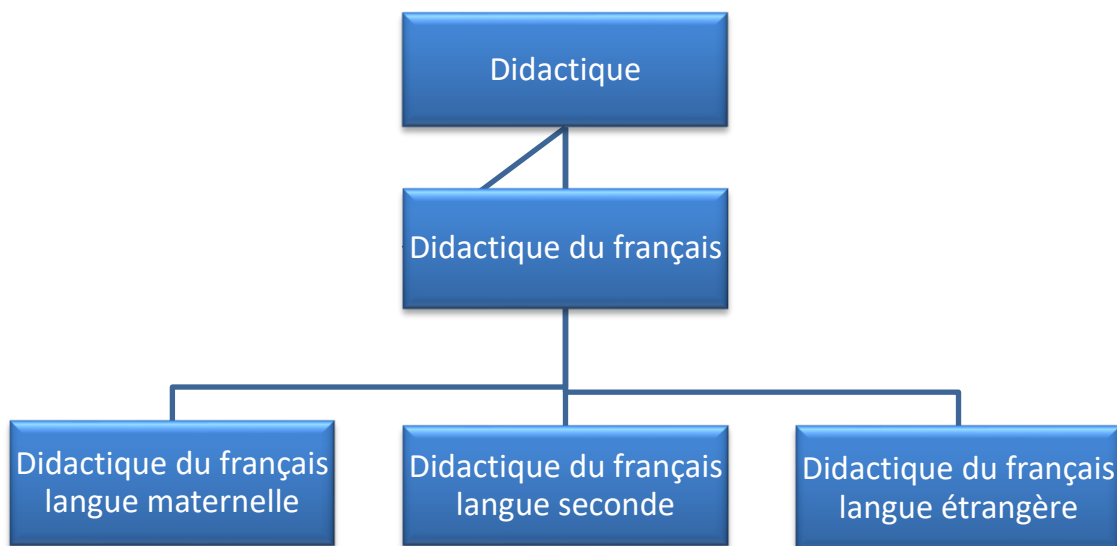 Didactique
Didactique du français
Didactique du français
langue maternelle
Didactique du français
langue seconde
Didactique du français
langue étrangère